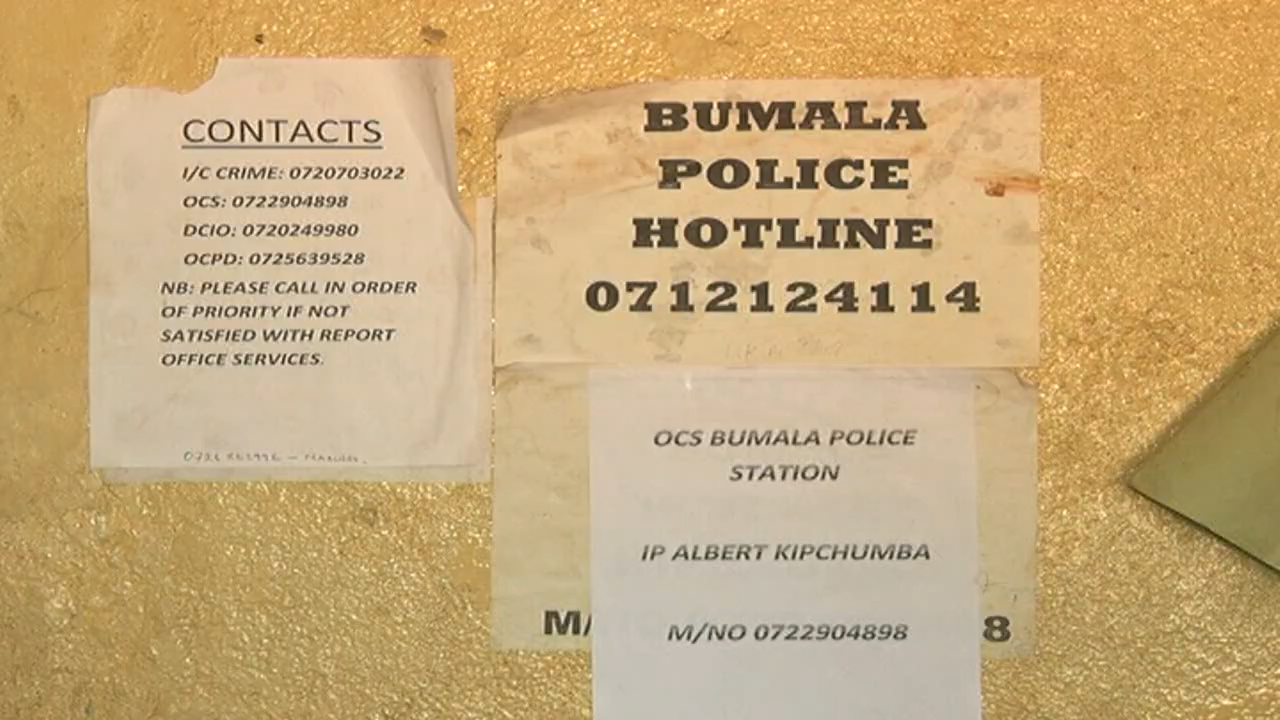 CONTACTS
I/C CRIME: 0720703022
OCS: 0722904898
DCIO: 0720249980
OCPD: 0725639528
NB: PLEASE CALL IN ORDER
OF PRIORITY IF NOT
SATISFIED WITH REPORT
OFFICE SERVICES.
BUMALA
POLICE
HOTLINE
0712124114
OCS BUMALA POLICE
STATION
IP ALBERT KIPCHUMBA
M/NO 0722904898
M/
8